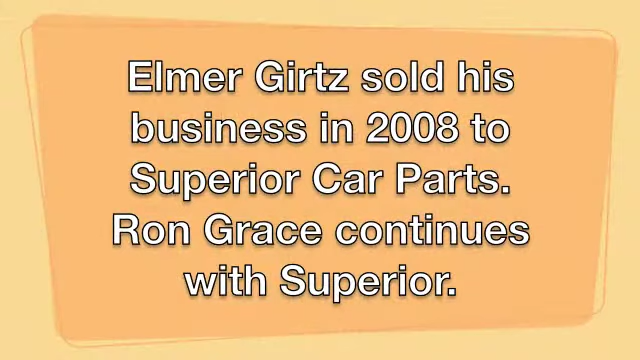 Elmer Girtz sold his
business in 2008 to
Superior Car Parts.
Ron Grace continues
with Superior.